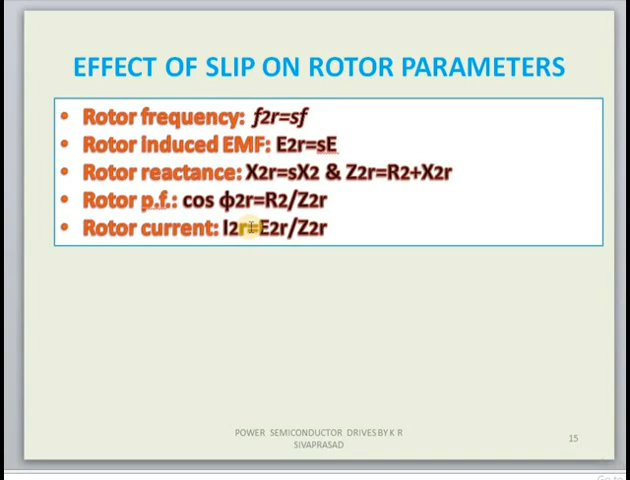 EFFECT OF SLIP ON ROTOR PARAMETERS
• Rotor frequency: f2r=sf
• Rotor induced EMF: E2r=sE
• Rotor reactance: X2r=sX2 & Z2r=R2+X2r
• Rotor p.f.: cos ϕ2r=R2/Z2r
• Rotor current: I2r=E2r/Z2r
POWER SEMICONDUCTOR DRIVES BY K R
SIVAPRASAD
15